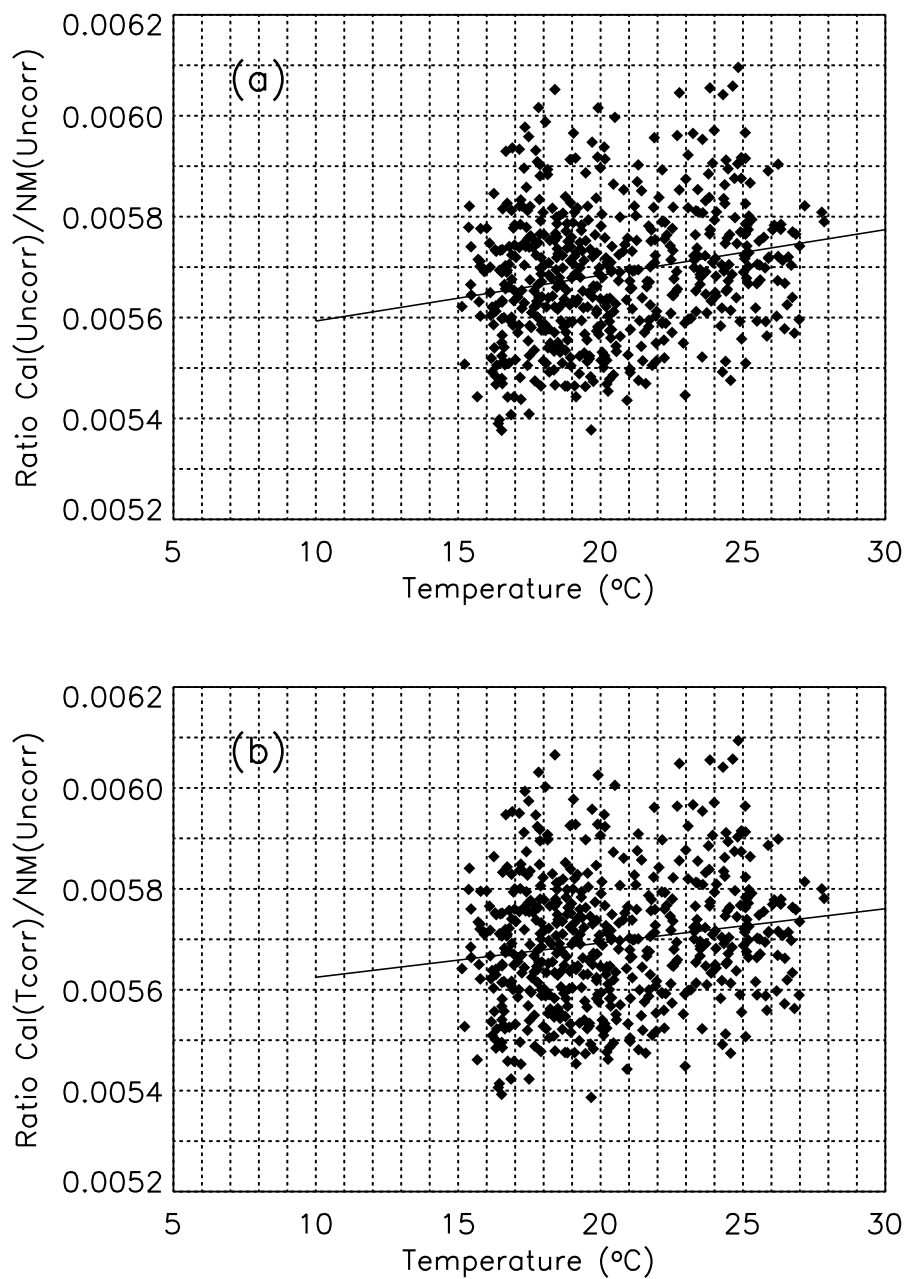 (a)
0.0062
0.0060
0.0058
0.0056
0.0054
0.0052
Ratio Cal(Uncorr)/NM(Uncorr)
5 10 15 20 25 30
Temperature (°C)
(b)
0.0062
0.0060
0.0058
0.0056
0.0054
0.0052
Ratio Cal(Tcorr)/NM(Uncorr)
5 10 15 20 25 30
Temperature (°C)